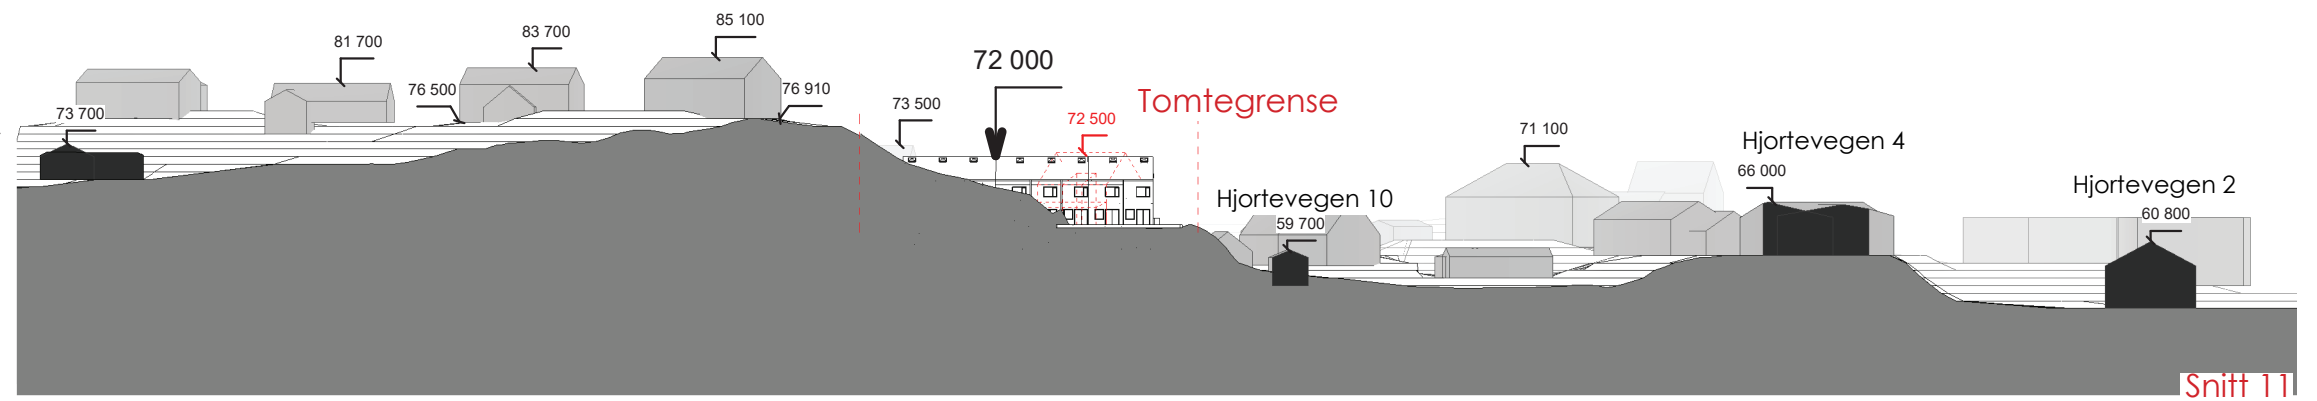 85 100
83 700
81 700
72 000
76 500
76 910
73 500
Tomtegrense
73 700
72 500
71 100
Hjortevegen 4
66 000
Hjortevegen 2
Hjortevegen 10
60 800
59 700
Snitt 11